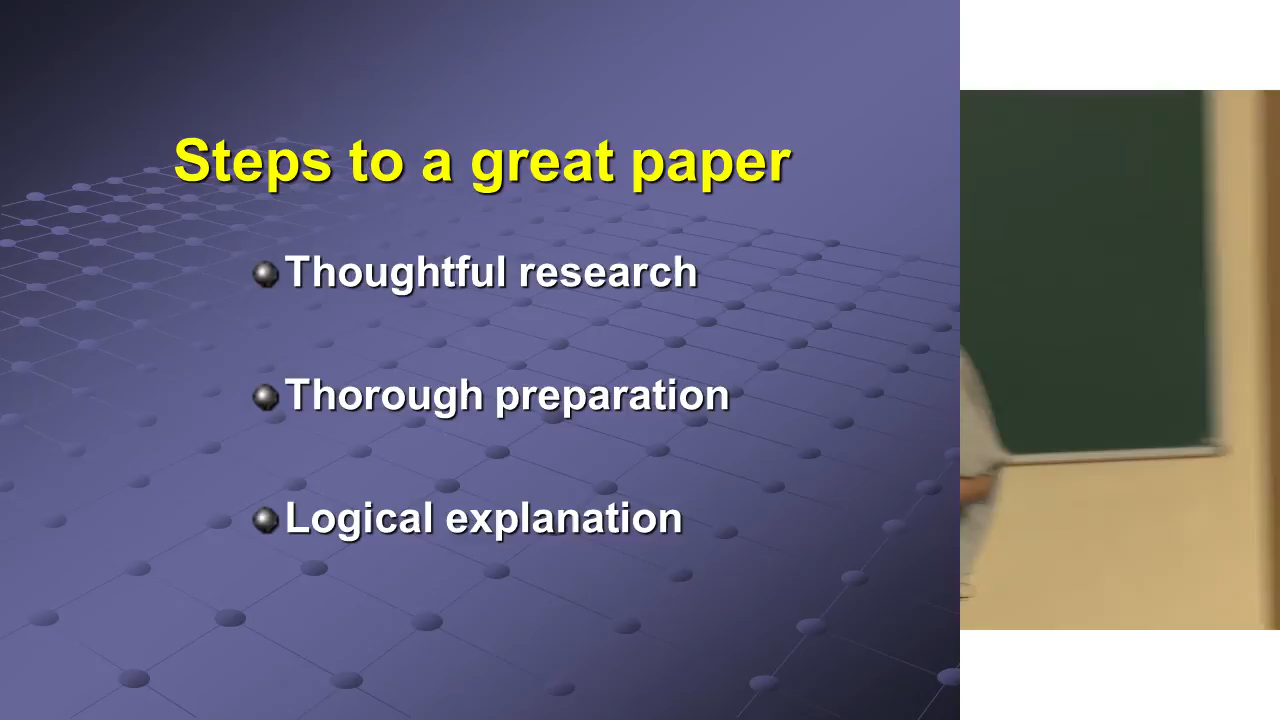 Steps to a great paper
Thoughtful research
Thorough preparation
Logical explanation